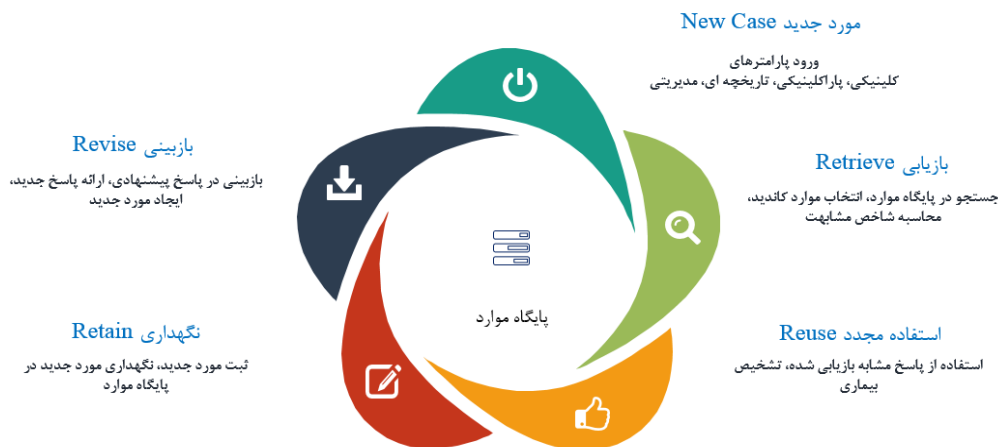 مورد جدید New Case
ورود پارامترهای
کلینیکی، پاراکلینیکی، تاریخچه ای، مدیریتی
بازیابی Retrieve
جستجو در پایگاه موارد، انتخاب موارد کاندید،
محاسبه شاخص مشابهت
استفاده مجدد Reuse
استفاده از پاسخ مشابه بازیابی شده، تشخیص
بیماری
نگهداری Retain
ثبت مورد جدید، نگهداری مورد جدید در
پایگاه موارد
بازبینی Revise
بازبینی در پاسخ پیشنهادی، ارائه پاسخ جدید،
ایجاد مورد جدید
پایگاه موارد